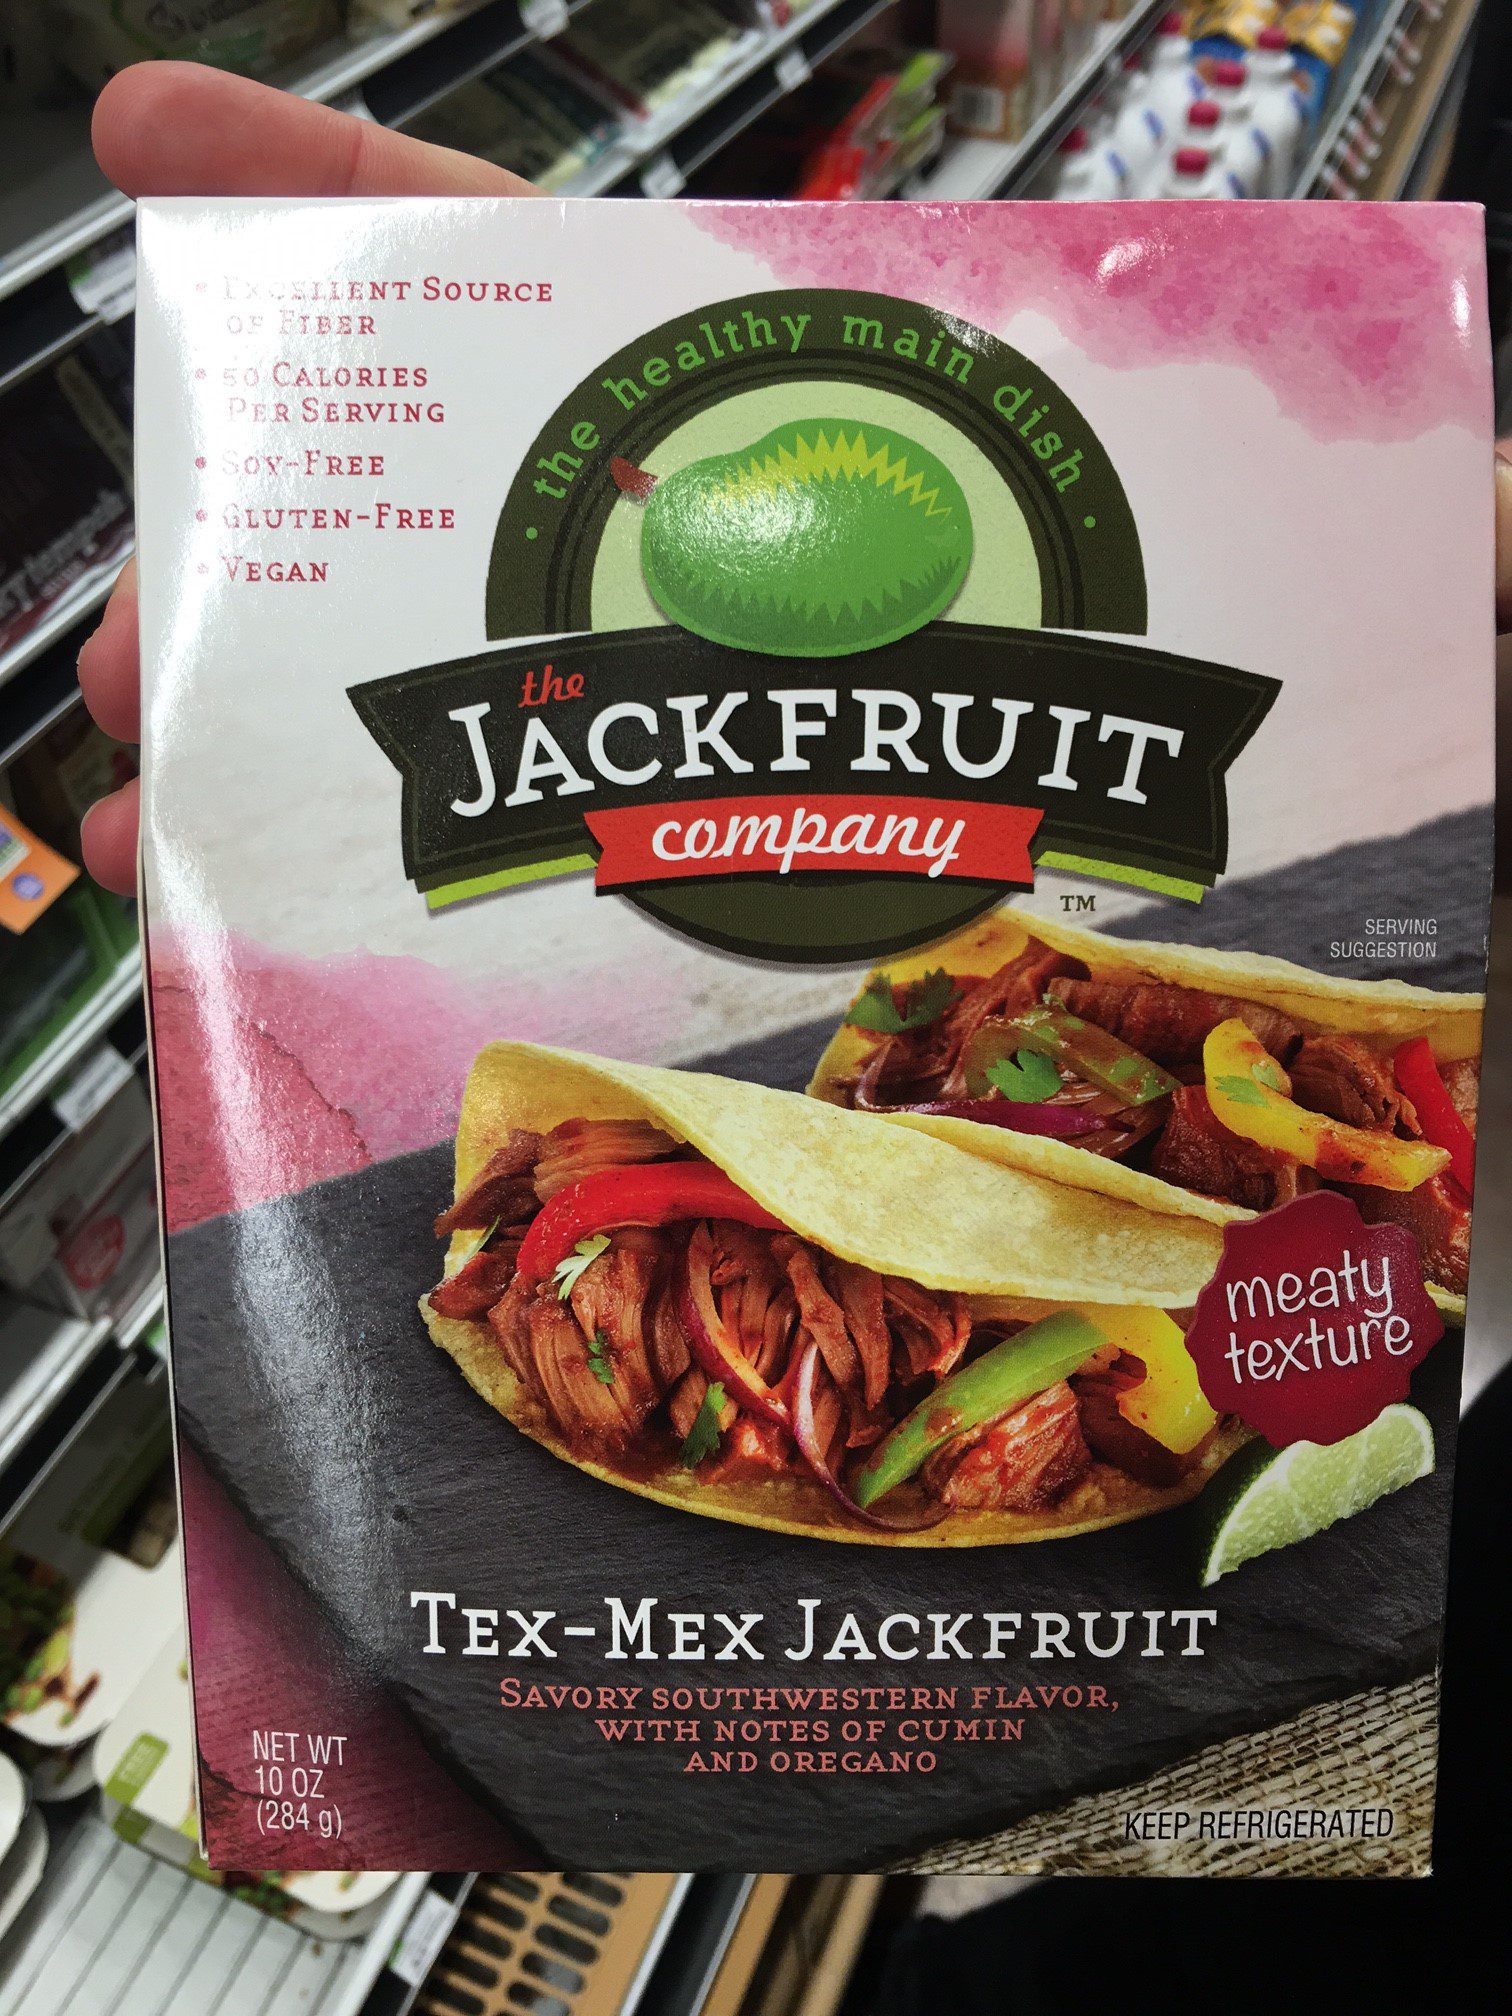 • Excellent Source
of Fiber
• 50 Calories
Per Serving
• Soy-Free
• Gluten-Free
• Vegan
• the healthy main dish •
the
JACKFRUIT
company
TM
SERVING
SUGGESTION
meaty
texture
Tex-Mex Jackfruit
Savory southwestern flavor,
with notes of cumin
and oregano
NET WT
10 OZ
(284 g)
KEEP REFRIGERATED